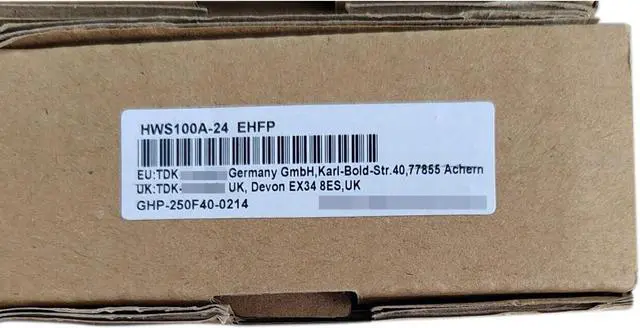 HWS100A-24 EHFP
EU:TDK Germany GmbH,Karl-Bold-Str.40,77855 Achern
UK:TDK- UK, Devon EX34 8ES,UK
GHP-250F40-0214